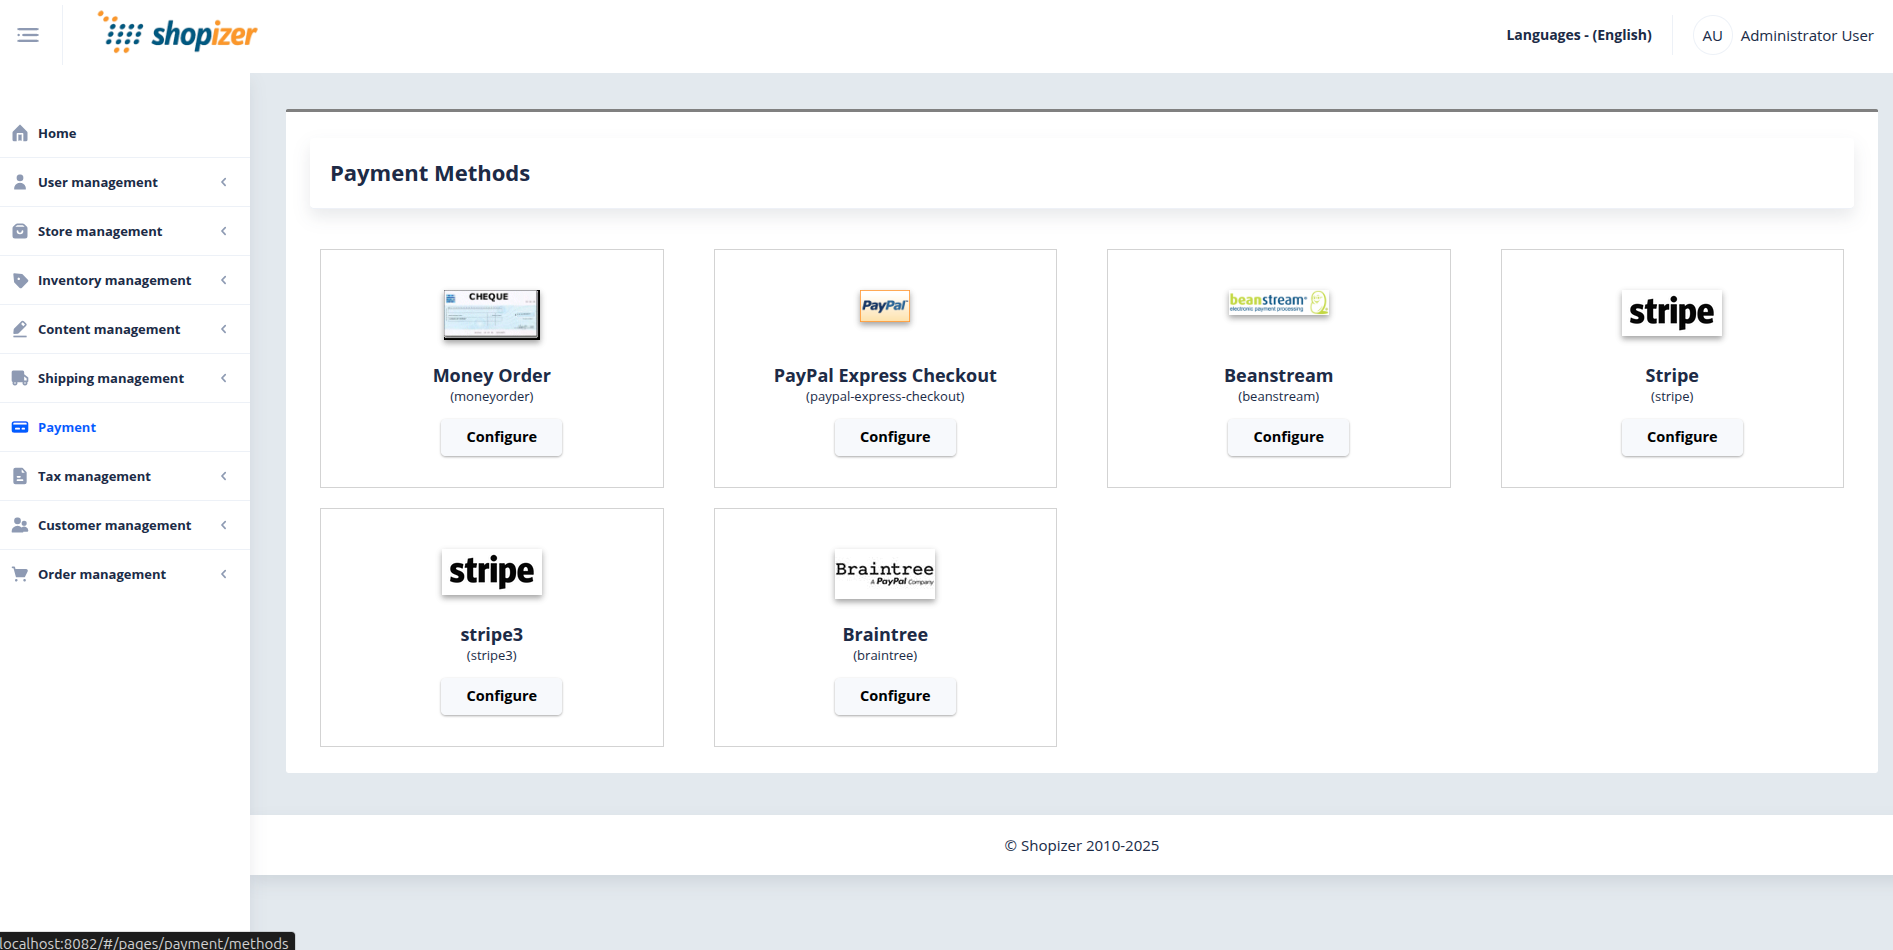 shopizer
Languages - (English)
AU
Administrator User
Home
User management
Store management
Inventory management
Content management
Shipping management
Payment
Tax management
Customer management
Order management
Payment Methods
CHEQUE
Money Order
(moneyorder)
Configure
PayPal
PayPal Express Checkout
(paypal-express-checkout)
Configure
beanstream
electronic payment processing
Beanstream
(beanstream)
Configure
stripe
Stripe
(stripe)
Configure
stripe
stripe3
(stripe3)
Configure
Braintree
A PayPal Company
Braintree
(braintree)
Configure
© Shopizer 2010-2025
localhost:8082/#/pages/payment/methods